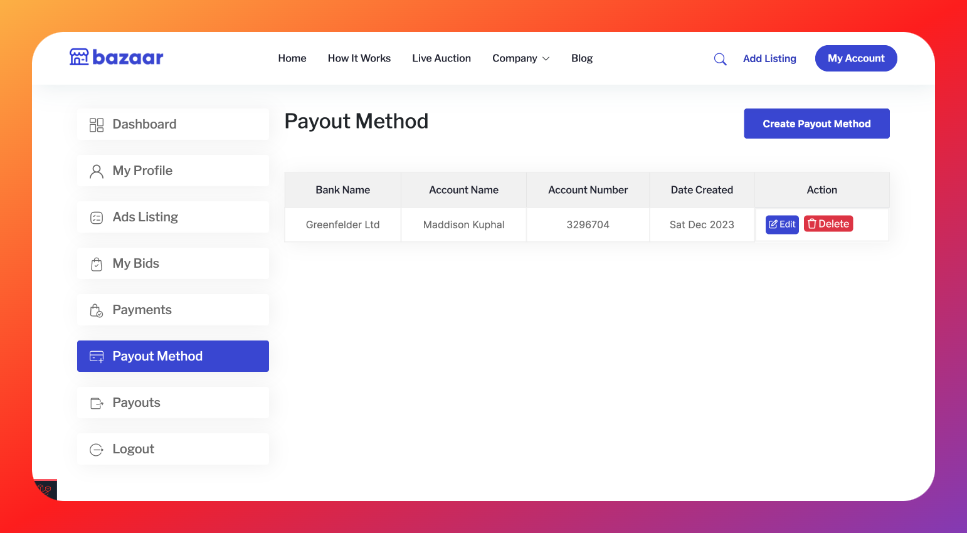 bazaar
Home How It Works Live Auction Company Blog Add Listing My Account
Dashboard
My Profile
Ads Listing
My Bids
Payments
Payout Method
Payouts
Logout
Payout Method
Create Payout Method
Bank Name Account Name Account Number Date Created Action
Greenfelder Ltd Maddison Kuphal 3296704 Sat Dec 2023 Edit Delete